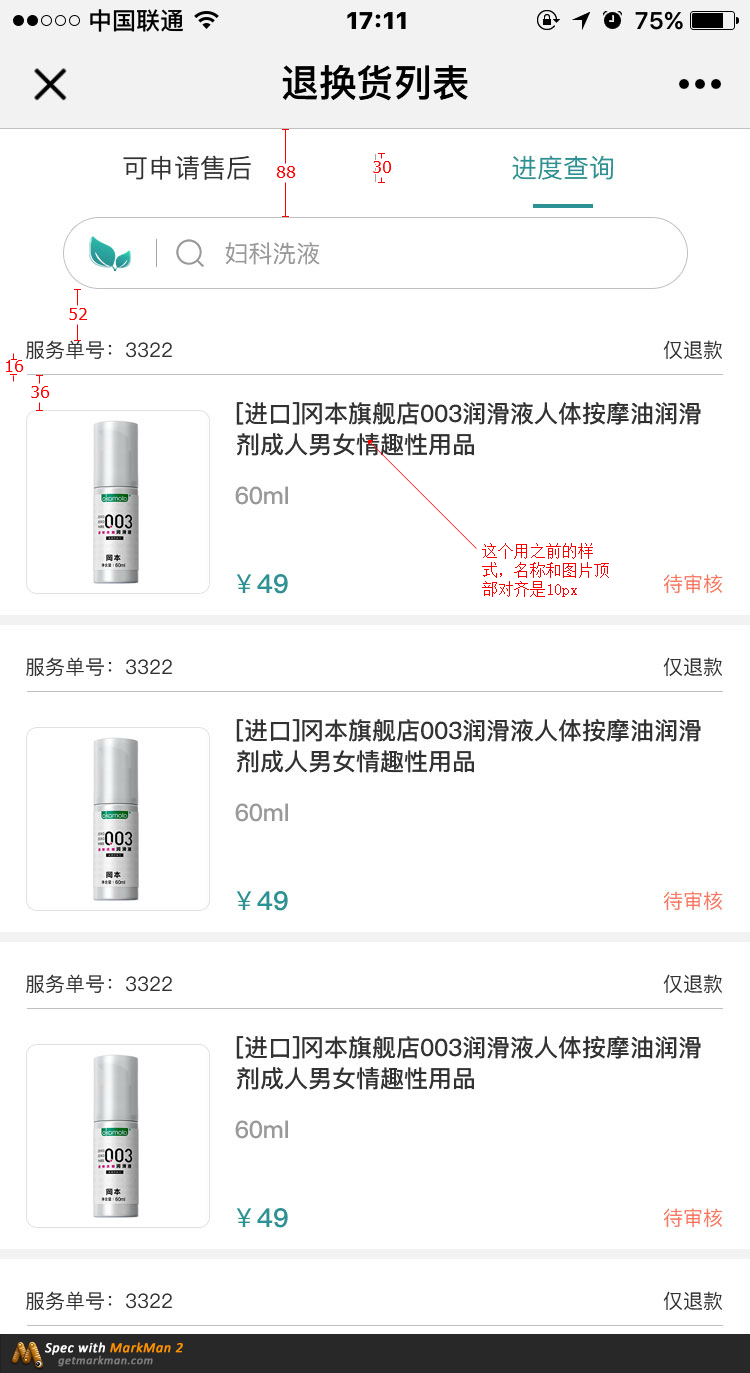 中国联通 17:11 75%
退换货列表
可申请售后 88 30 进度查询
妇科洗液
52
服务单号：3322 仅退款
16
36
[进口]冈本旗舰店003润滑液人体按摩油润滑
剂成人男女情趣性用品
60ml
okamoto
003
冈本
这个用之前的样
式，名称和图片顶
部对齐是10px
￥49 待审核
服务单号：3322 仅退款
[进口]冈本旗舰店003润滑液人体按摩油润滑
剂成人男女情趣性用品
60ml
okamoto
003
冈本
￥49 待审核
服务单号：3322 仅退款
[进口]冈本旗舰店003润滑液人体按摩油润滑
剂成人男女情趣性用品
60ml
okamoto
003
冈本
￥49 待审核
服务单号：3322 仅退款
Spec with MarkMan 2
getmarkman.com